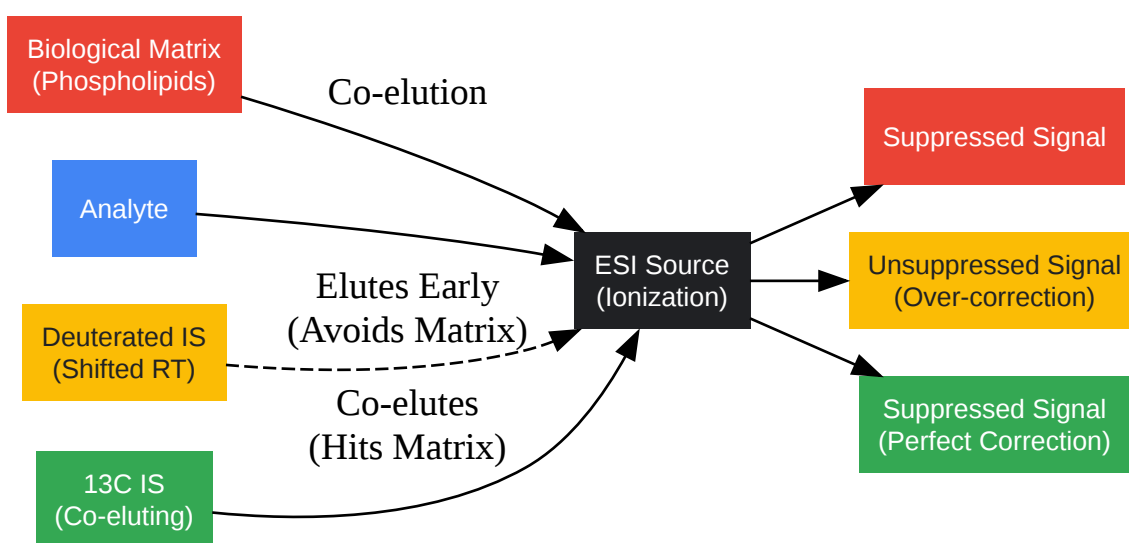 Biological Matrix
(Phospholipids)
Co-elution
Suppressed Signal
Analyte
ESI Source
(Ionization)
Unsuppressed Signal
(Over-correction)
Elutes Early
(Avoids Matrix)
Deuterated IS
(Shifted RT)
Co-elutes
(Hits Matrix)
Suppressed Signal
(Perfect Correction)
13C IS
(Co-eluting)